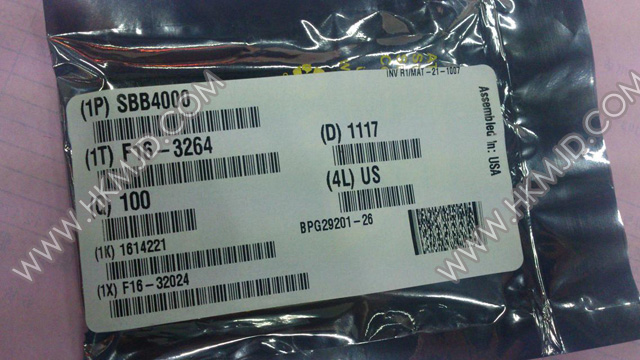 INV R1/MAT-21-1007
(1P) SBB4000
(1T) F16-3264
(D) 1117
100
(4L) US
Assembled In: USA
BPG29201-26
(1K) 1614221
(1X) F16-32024
WWW.HKMJD.COM
WWW.HKMJD.COM
WWW.HKMJD.COM